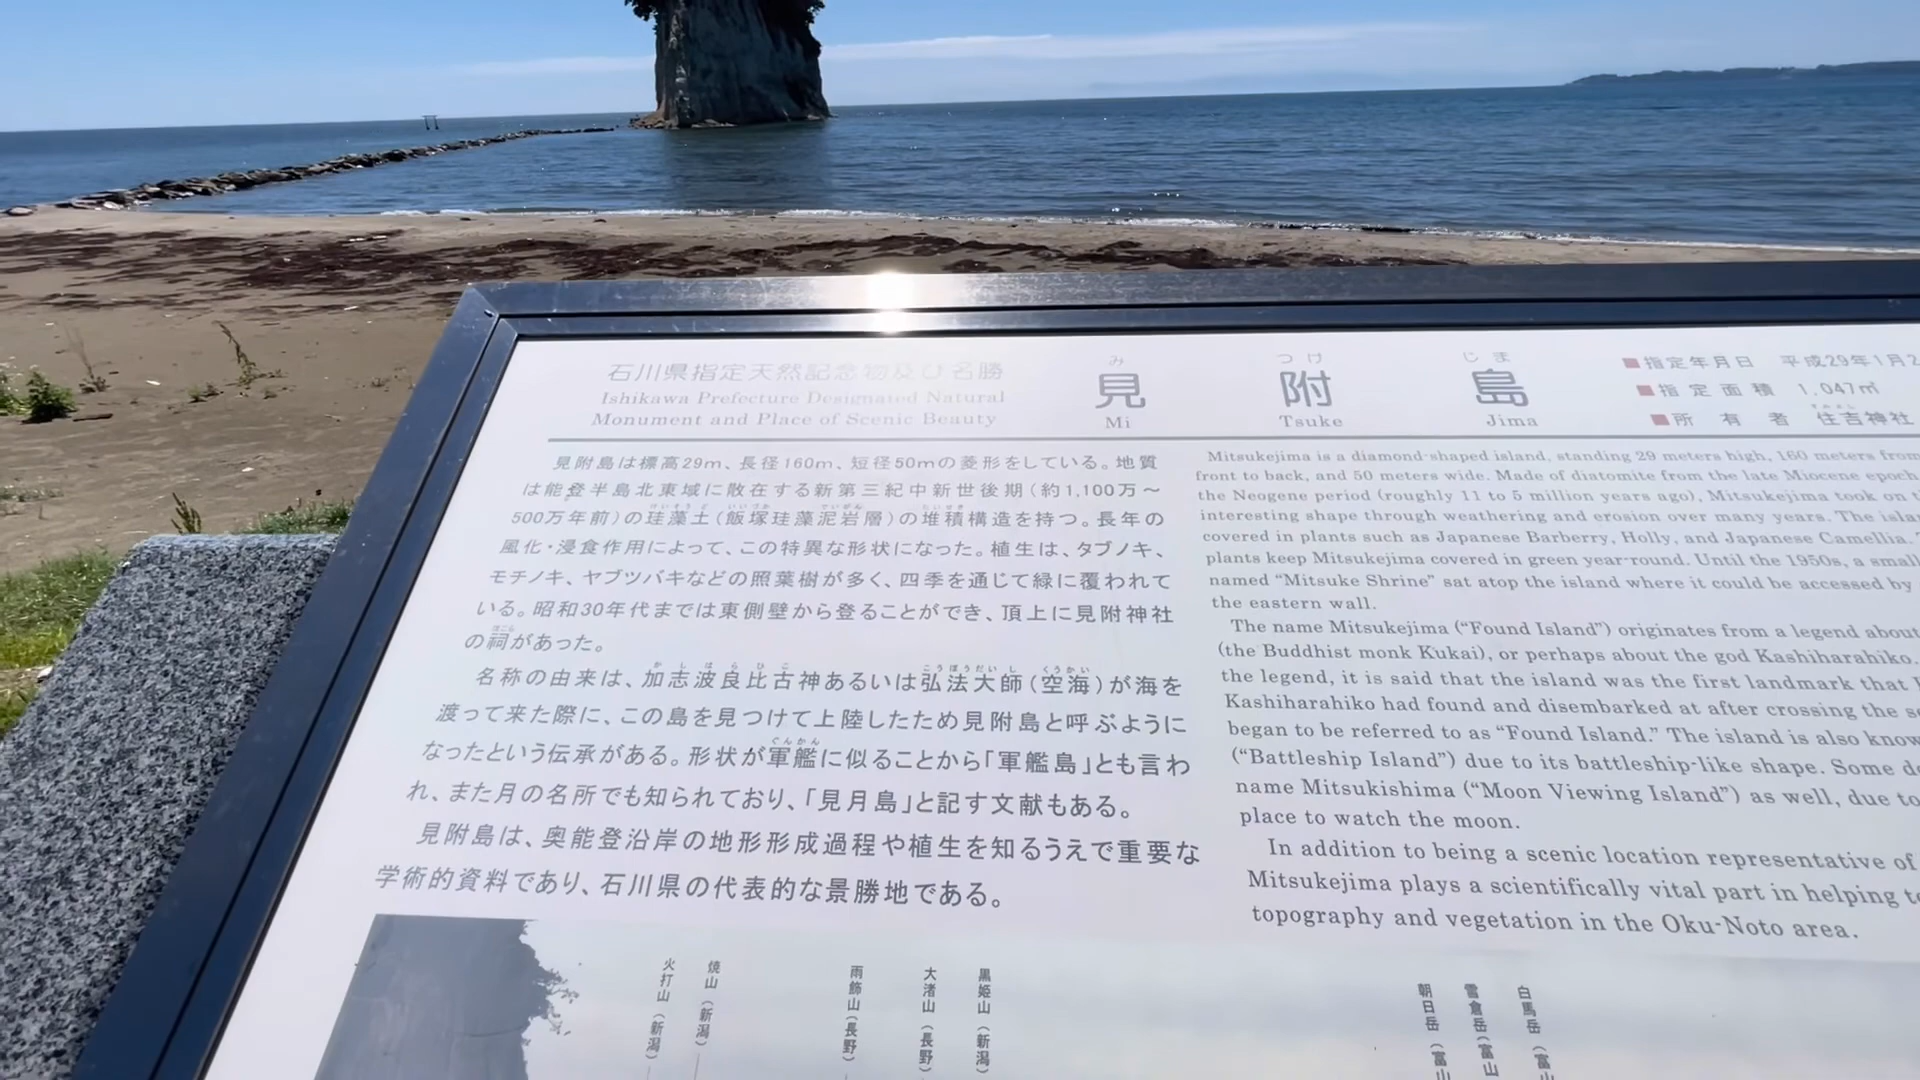 石川県指定天然記念物及び名勝
Ishikawa Prefecture Designated Natural
Monument and Place of Scenic Beauty
み つけ じま
見 附 島
Mi Tsuke Jima
■指定年月日 平成29年1月2
■指定面積 1,047㎡
■所有者 住吉神社
見附島は標高29m、長径160m、短径50mの菱形をしている。地質
は能登半島北東域に散在する新第三紀中新世後期(約1,100万〜
500万年前)の珪藻土(飯塚珪藻泥岩層)の堆積構造を持つ。長年の
風化・浸食作用によって、この特異な形状になった。植生は、タブノキ、
モチノキ、ヤブツバキなどの照葉樹が多く、四季を通じて緑に覆われて
いる。昭和30年代までは東側壁から登ることができ、頂上に見附神社
の祠があった。
名称の由来は、加志波良比古神あるいは弘法大師(空海)が海を
渡って来た際に、この島を見つけて上陸したため見附島と呼ぶように
なったという伝承がある。形状が軍艦に似ることから「軍艦島」とも言わ
れ、また月の名所でも知られており、「見月島」と記す文献もある。
見附島は、奥能登沿岸の地形形成過程や植生を知るうえで重要な
学術的資料であり、石川県の代表的な景勝地である。
Mitsukejima is a diamond-shaped island, standing 29 meters high, 160 meters from
front to back, and 50 meters wide. Made of diatomite from the late Miocene epoch
the Neogene period (roughly 11 to 5 million years ago), Mitsukejima took on
interesting shape through weathering and erosion over many years. The
covered in plants such as Japanese Barberry, Holly, and Japanese Camellia.
plants keep Mitsukejima covered in green year-round. Until the 1950s, a small
named “Mitsuke Shrine” sat atop the island where it could be accessed by
the eastern wall.
The name Mitsukejima (“Found Island”) originates from a legend about
(the Buddhist monk Kukai), or perhaps about the god Kashiharahiko.
the legend, it is said that the island was the first landmark that
Kashiharahiko had found and disembarked at after crossing the
began to be referred to as “Found Island.” The island is also
(“Battleship Island”) due to its battleship-like shape. Some
name Mitsukishima (“Moon Viewing Island”) as well, due to
place to watch the moon.
In addition to being a scenic location representative of
Mitsukejima plays a scientifically vital part in helping
topography and vegetation in the Oku-Noto area.
火打山(新潟)
焼山(新潟)
雨飾山(長野)
大渚山(長野)
黒姫山(新潟)
朝日岳(富山
雪倉岳(富山
白馬岳(富山